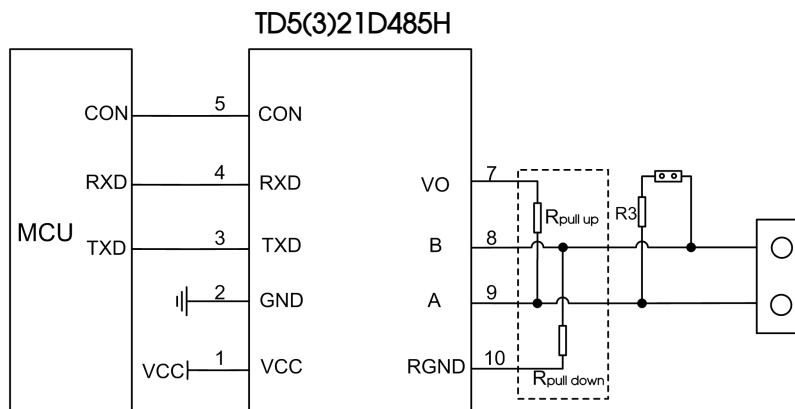 TD5(3)21D485H
CON 5 CON
RXD 4 RXD
VO 7
Rpull up
R3
MCU
TXD 3 TXD
B 8
GND 2
A 9
VCC 1 VCC
RGND 10
Rpull down